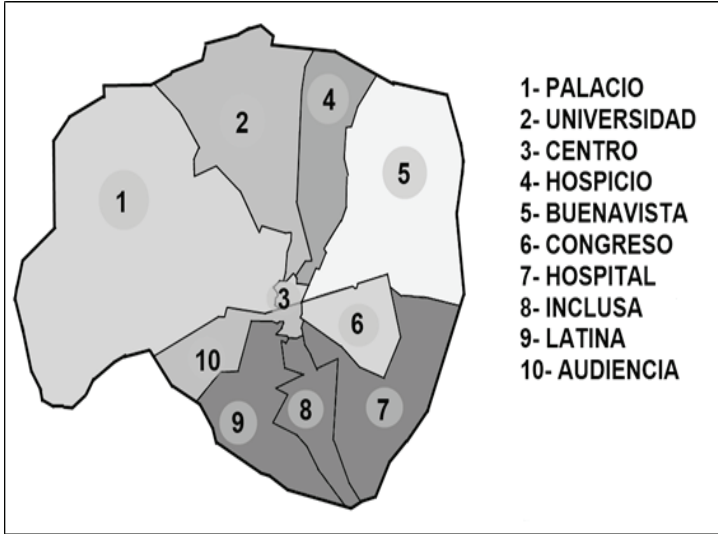 1- PALACIO
2- UNIVERSIDAD
3- CENTRO
4- HOSPICIO
5- BUENAVISTA
6- CONGRESO
7- HOSPITAL
8- INCLUSA
9- LATINA
10- AUDIENCIA
4
2
5
1
3
6
10
7
8
9